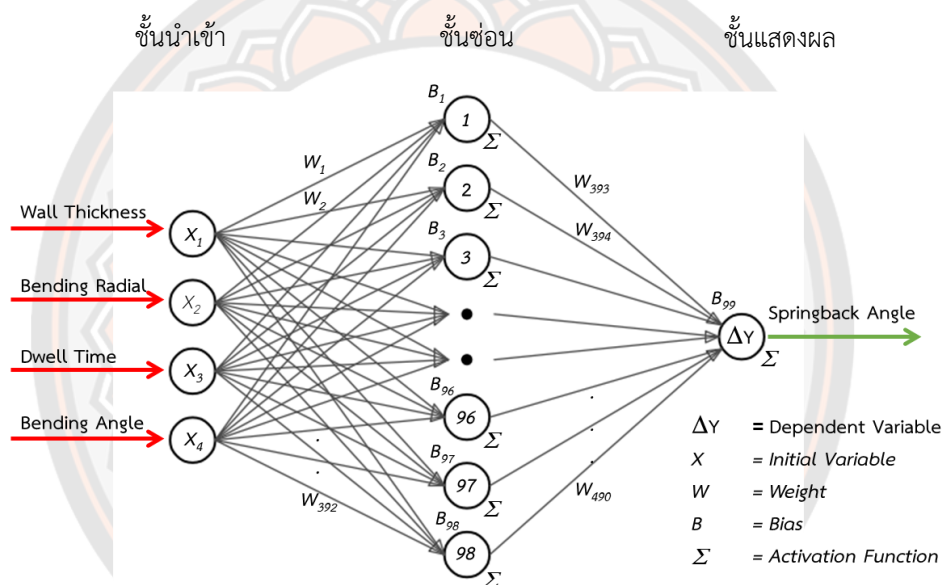 ชั้นนำเข้า
ชั้นซ่อน
ชั้นแสดงผล
Wall Thickness
Bending Radial
Dwell Time
Bending Angle
X1
X2
X3
X4
W1
W2
W392
B1
1
Σ
B2
2
Σ
B3
3
Σ
B96
96
Σ
B97
97
Σ
B98
98
Σ
W393
W394
W490
B99
ΔY
Σ
Springback Angle
ΔY = Dependent Variable
X = Initial Variable
W = Weight
B = Bias
Σ = Activation Function